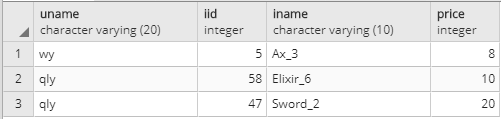 uname iid iname price
character varying (20) integer character varying (10) integer
1 wy 5 Ax_3 8
2 qly 58 Elixir_6 10
3 qly 47 Sword_2 20